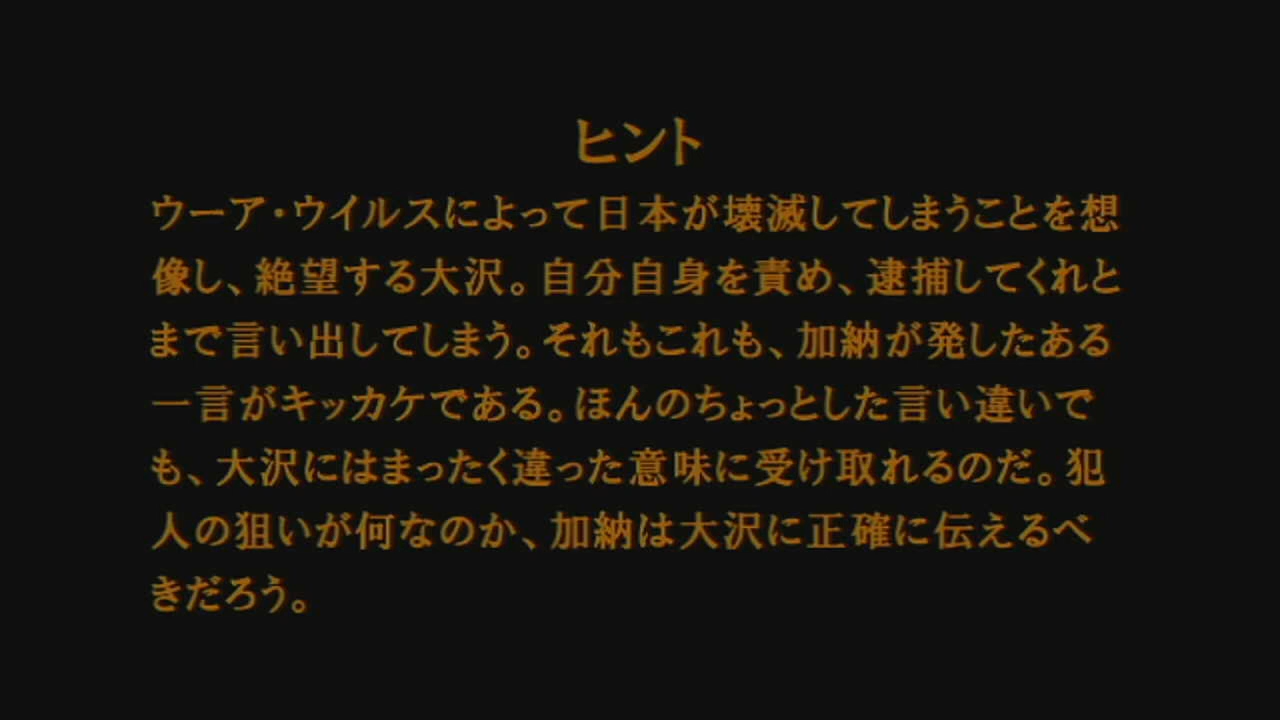 ヒント
ウーア・ウイルスによって日本が壊滅してしまうことを想
像し、絶望する大沢。自分自身を責め、逮捕してくれと
まで言い出してしまう。それもこれも、加納が発したある
一言がキッカケである。ほんのちょっとした言い違いで
も、大沢にはまったく違った意味に受け取れるのだ。犯
人の狙いが何なのか、加納は大沢に正確に伝えるべ
きだろう。